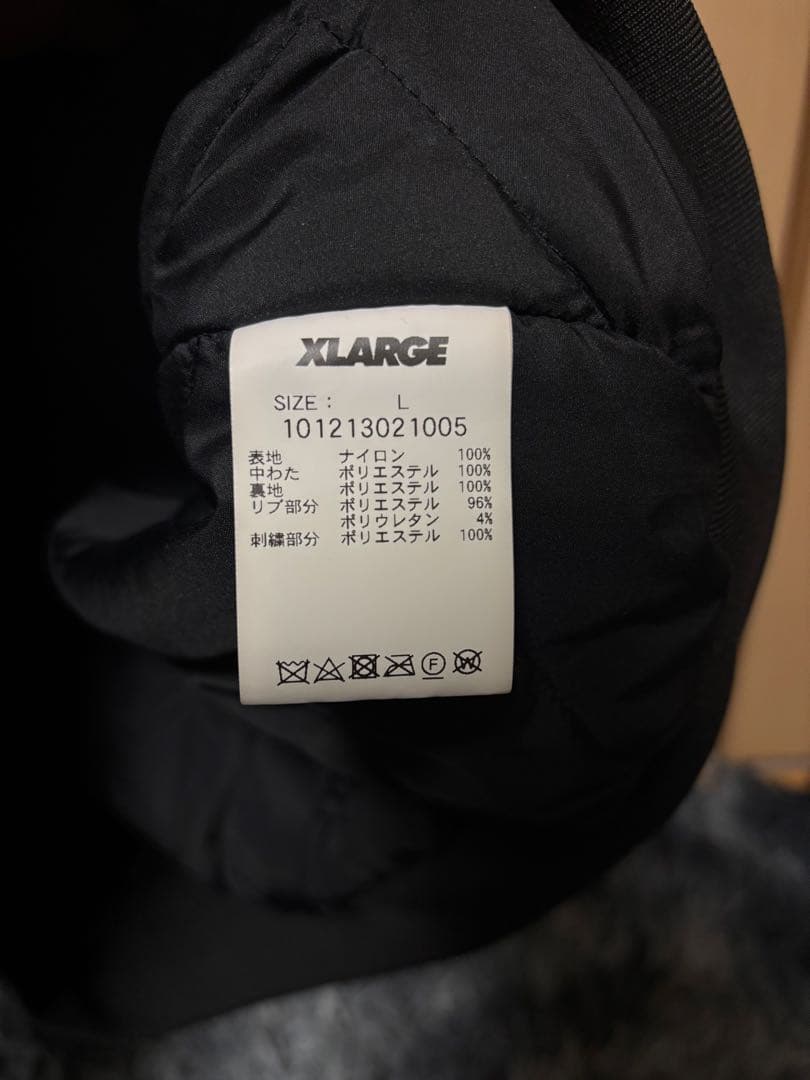 XLARGE
SIZE : L
101213021005
表地 ナイロン 100%
中わた ポリエステル 100%
裏地 ポリエステル 100%
リブ部分 ポリエステル 96%
ポリウレタン 4%
刺繍部分 ポリエステル 100%
F W